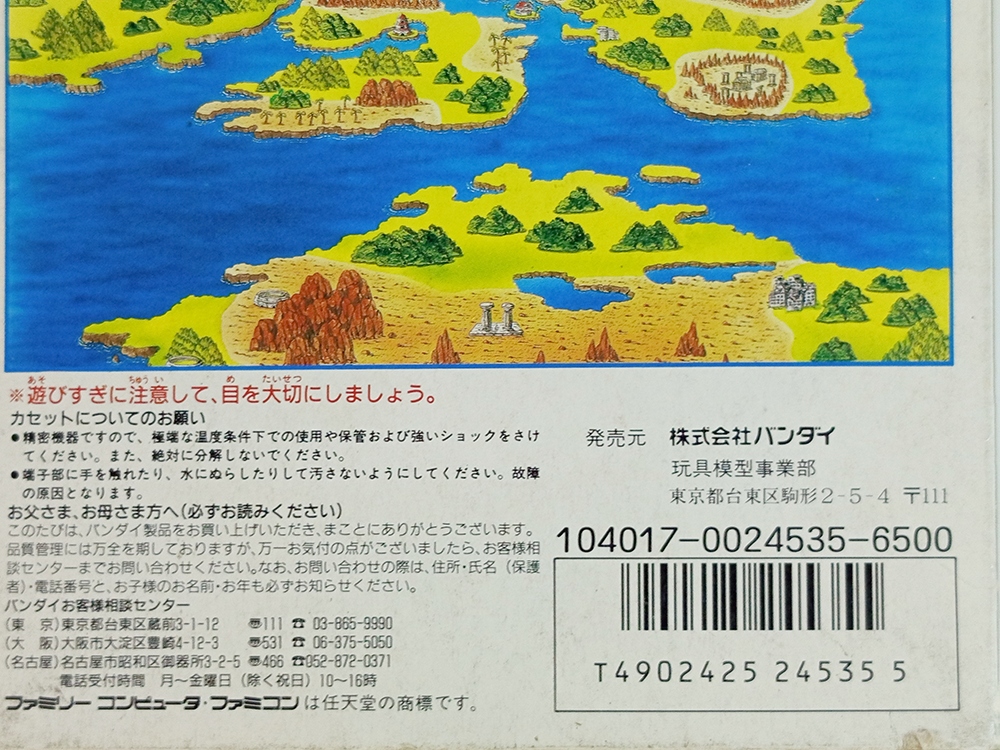 ※遊びすぎに注意して、目を大切にしましょう。
あそ ちゅうい め たいせつ
カセットについてのお願い
●精密機器ですので、極端な温度条件下での使用や保管および強いショックをさけ
てください。また、絶対に分解しないでください。
●端子部に手を触れたり、水にぬらしたりして汚さないようにしてください。故障
の原因となります。
お父さま、お母さま方へ(必ずお読みください)
このたびは、バンダイ製品をお買い上げいただき、まことにありがとうございます。
品質管理には万全を期しておりますが、万一お気付の点がございましたら、お客様相
談センターまでお問い合わせください。なお、お問い合わせの際は、住所・氏名(保護
者)・電話番号と、お子様のお名前・お年も必ずお知らせください。
バンダイお客様相談センター
(東 京)東京都台東区蔵前3-1-12 〠111 ☎ 03-865-9990
(大 阪)大阪市大淀区豊崎4-12-3 〠531 ☎ 06-375-5050
(名古屋)名古屋市昭和区御器所3-2-5 〠466 ☎052-872-0371
電話受付時間 月〜金曜日(除く祝日)10〜16時
ファミリー コンピュータ・ファミコンは任天堂の商標です。
発売元 株式会社バンダイ
玩具模型事業部
東京都台東区駒形2-5-4 〒111
104017-0024535-6500
T4902425 24535 5